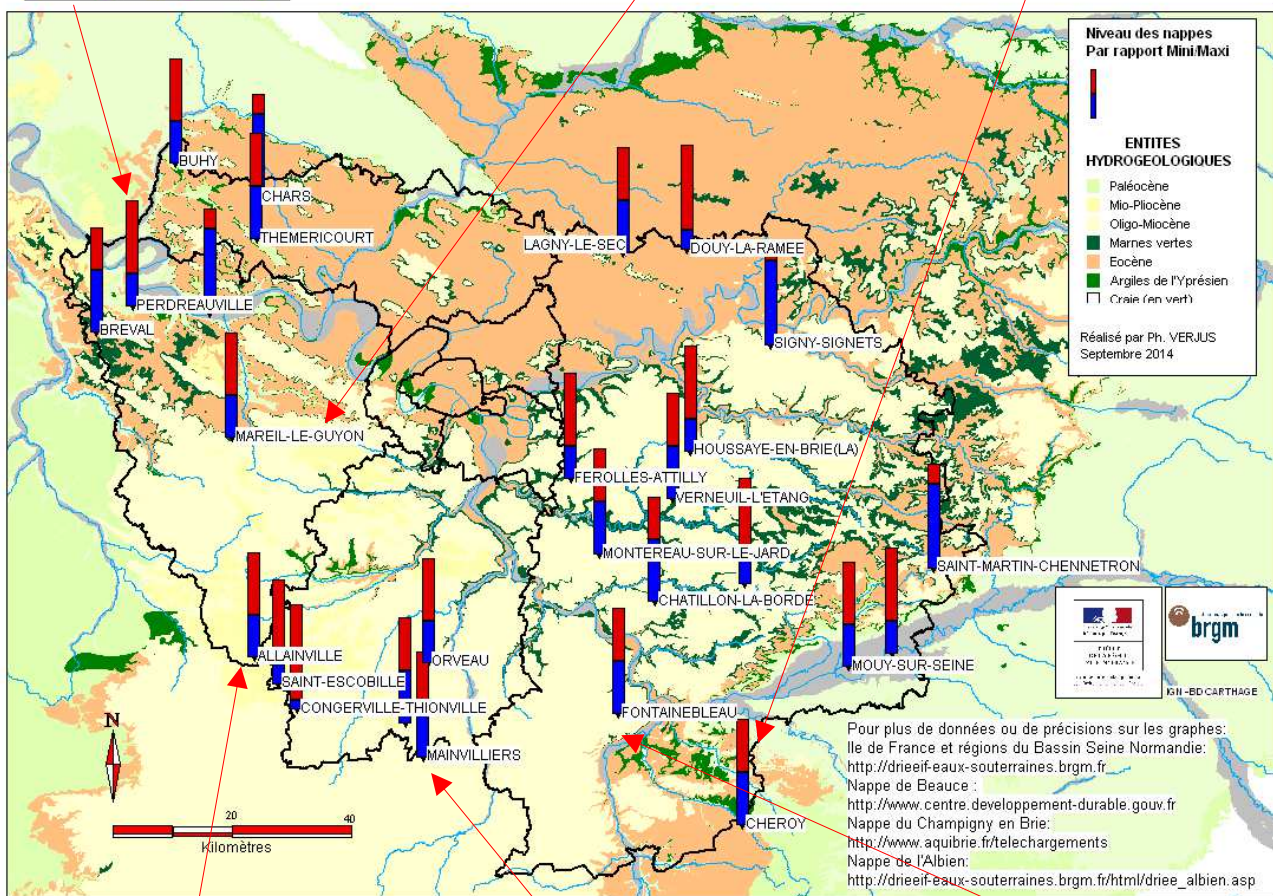 Niveau des nappes
Par rapport Mini/Maxi
ENTITES
HYDROGEOLOGIQUES
Paléocène
Mio-Pliocène
Oligo-Miocène
Marnes vertes
Eocène
Argiles de l'Yprésien
Craie (en vert)
Réalisé par Ph. VERJUS
Septembre 2014
BUHY
CHARS
THEMERICOURT
LAGNY-LE-SEC
DOUY-LA-RAMEE
PERDREAUVILLE
BREVAL
SIGNY-SIGNETS
MAREIL-LE-GUYON
HOUSSAYE-EN-BRIE(LA)
FEROLLES-ATTILLY
VERNEUIL-L'ETANG
MONTEREAU-SUR-LE-JARD
SAINT-MARTIN-CHENNETRON
CHATILLON-LA-BORDE
ALLAINVILLE
ORVEAU
MOUY-SUR-SEINE
SAINT-ESCOBILLE
CONGERVILLE-THIONVILLE
FONTAINEBLEAU
MAINVILLIERS
CHEROY
brgm
IGN -BD CARTHAGE
N
20
40
Kilomètres
Pour plus de données ou de précisions sur les graphes:
Ile de France et régions du Bassin Seine Normandie:
http://drieeif-eaux-souterraines.brgm.fr
Nappe de Beauce :
http://www.centre.developpement-durable.gouv.fr
Nappe du Champigny en Brie:
http://www.aquibrie.fr/telechargements
Nappe de l'Albien:
http://drieeif-eaux-souterraines.brgm.fr/html/driee_albien.asp